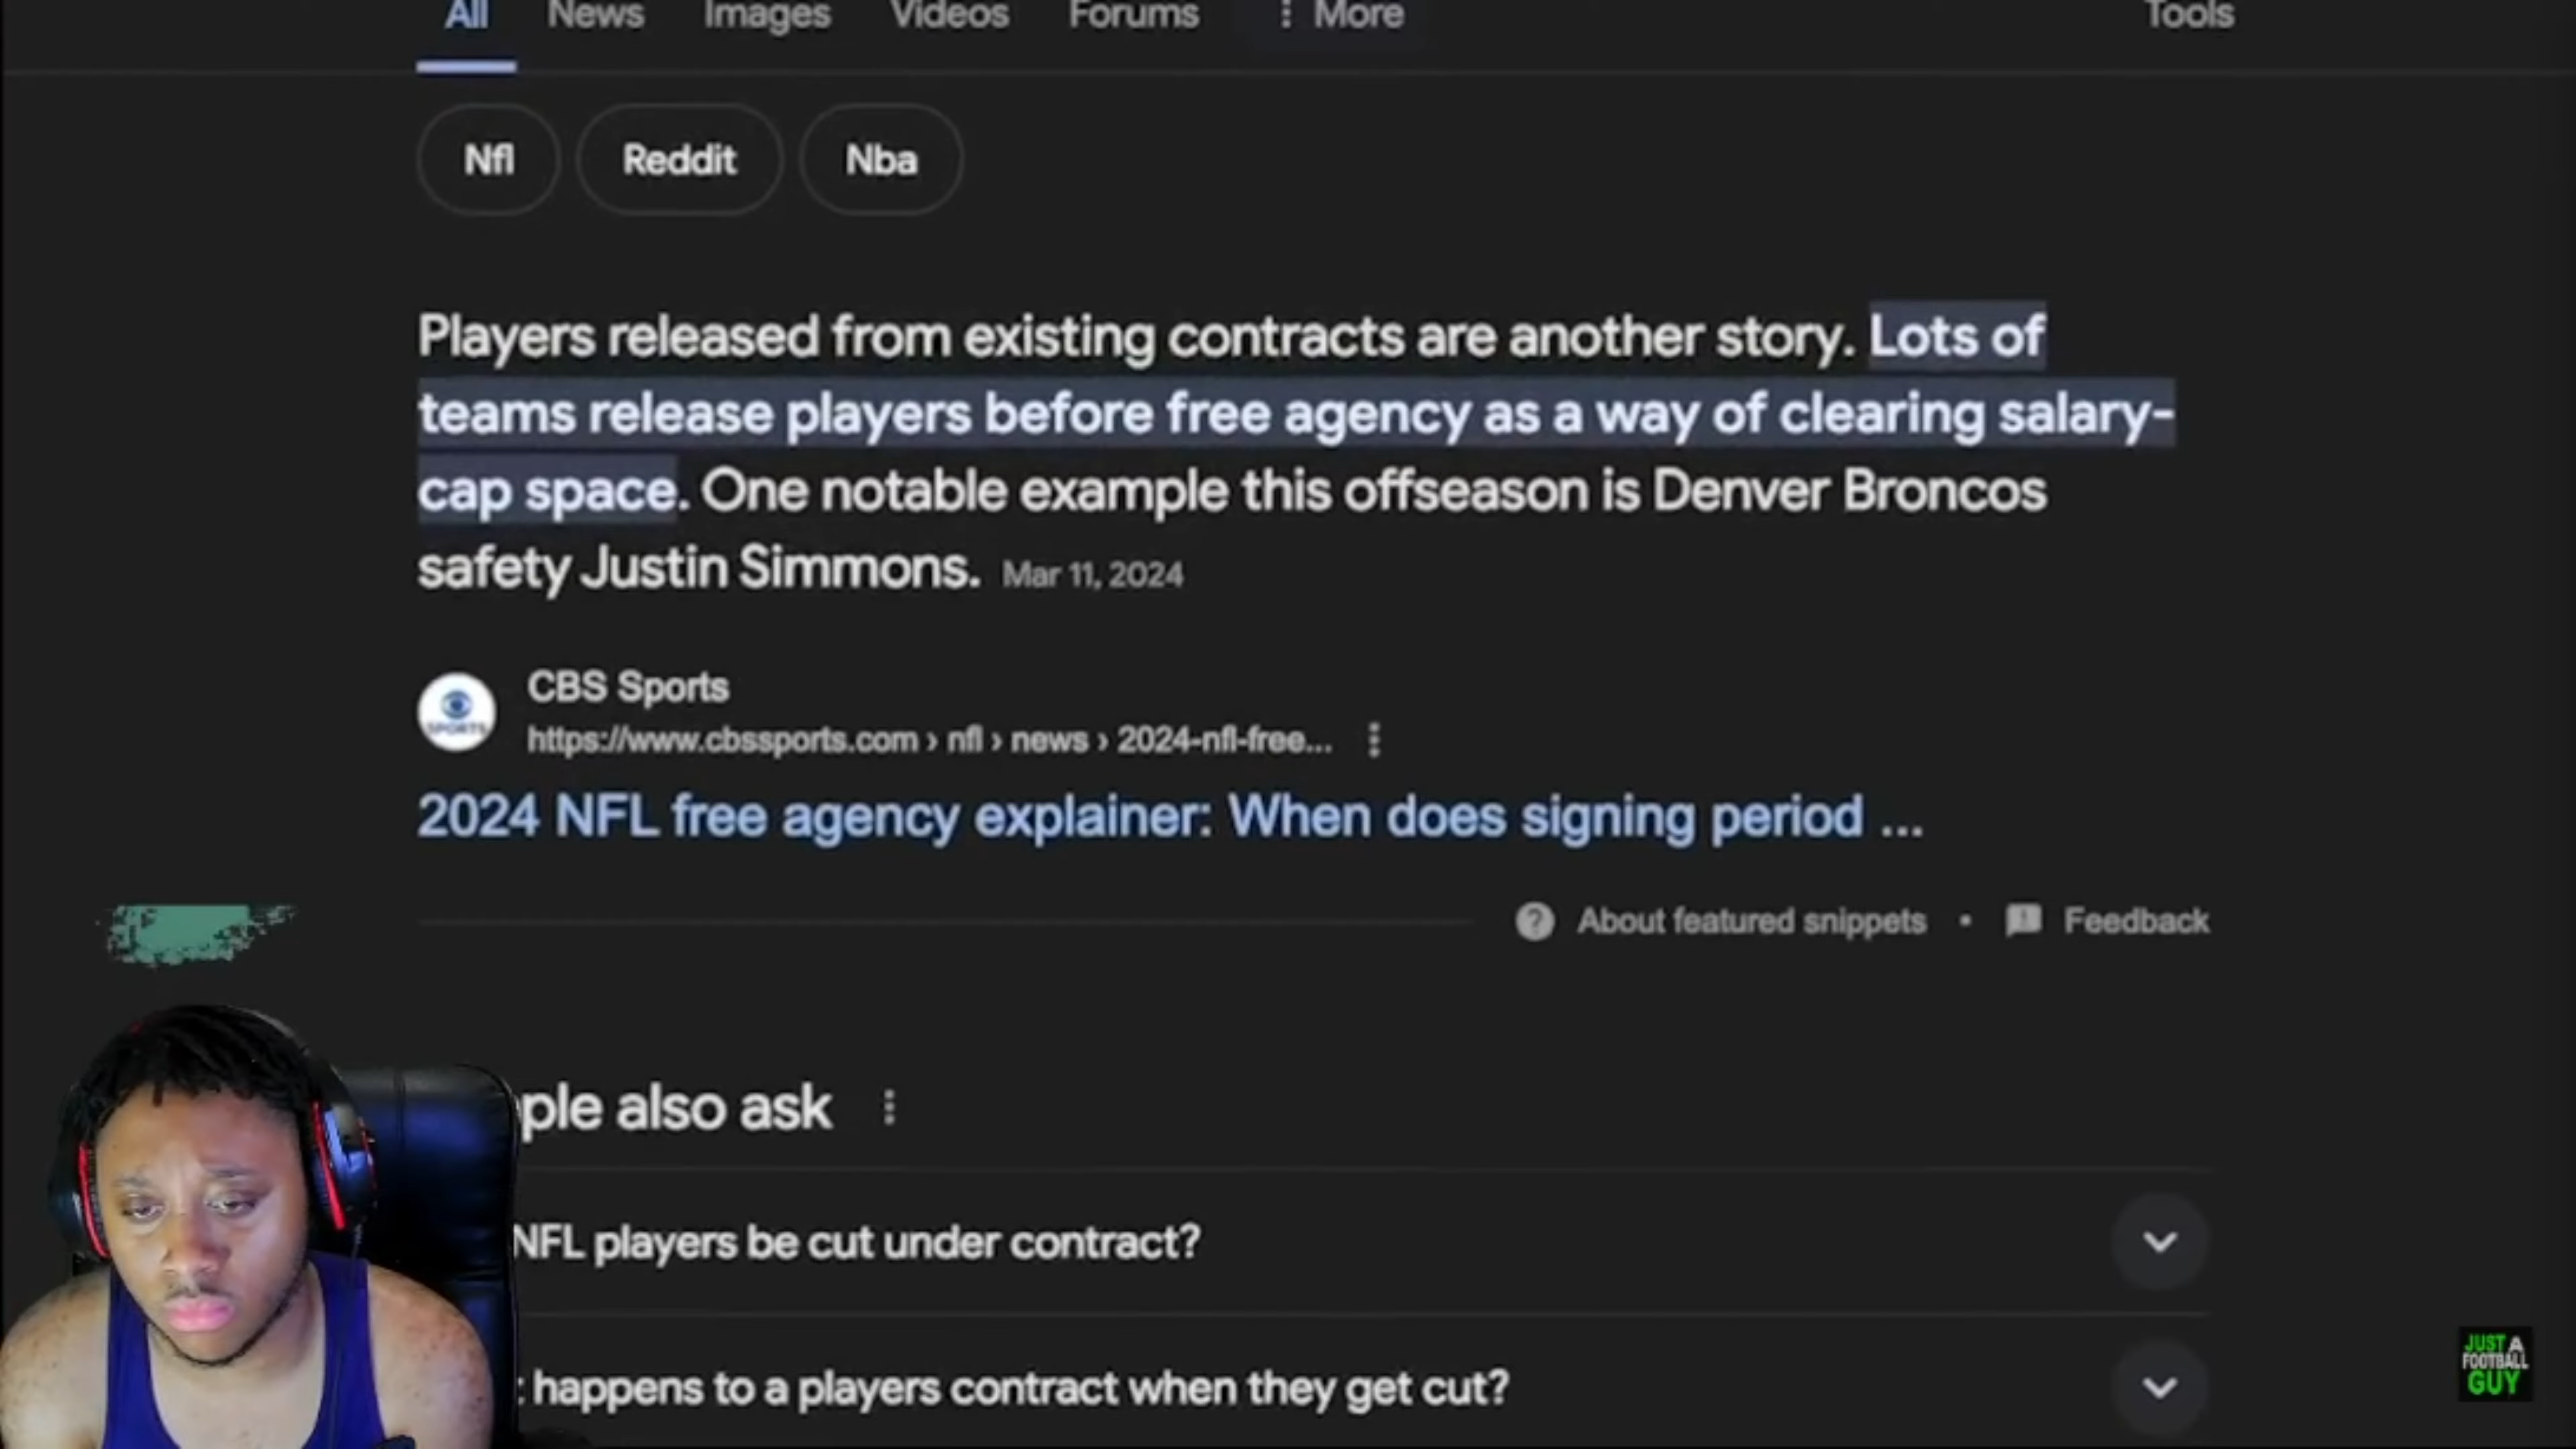 All News Images Videos Forums More Tools
Nfl Reddit Nba
Players released from existing contracts are another story. Lots of
teams release players before free agency as a way of clearing salary-
cap space. One notable example this offseason is Denver Broncos
safety Justin Simmons. Mar 11, 2024
CBS Sports
https://www.cbssports.com › nfl › news › 2024-nfl-free...
SPORTS
2024 NFL free agency explainer: When does signing period ...
About featured snippets • Feedback
ple also ask
NFL players be cut under contract?
happens to a players contract when they get cut?
JUST A
FOOTBALL
GUY